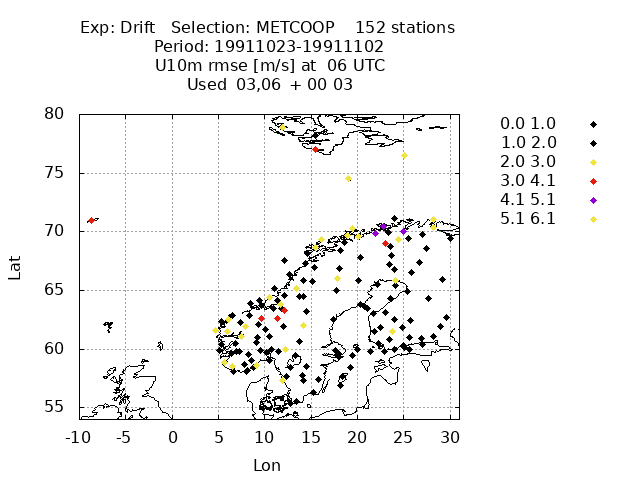 Exp: Drift   Selection: METCOOP    152 stations
Period: 19911023-19911102
U10m rmse [m/s] at  06 UTC
Used  03,06  + 00 03
80
75
70
65
60
55
-10 -5 0 5 10 15 20 25 30
Lat
Lon
0.0 1.0
1.0 2.0
2.0 3.0
3.0 4.1
4.1 5.1
5.1 6.1